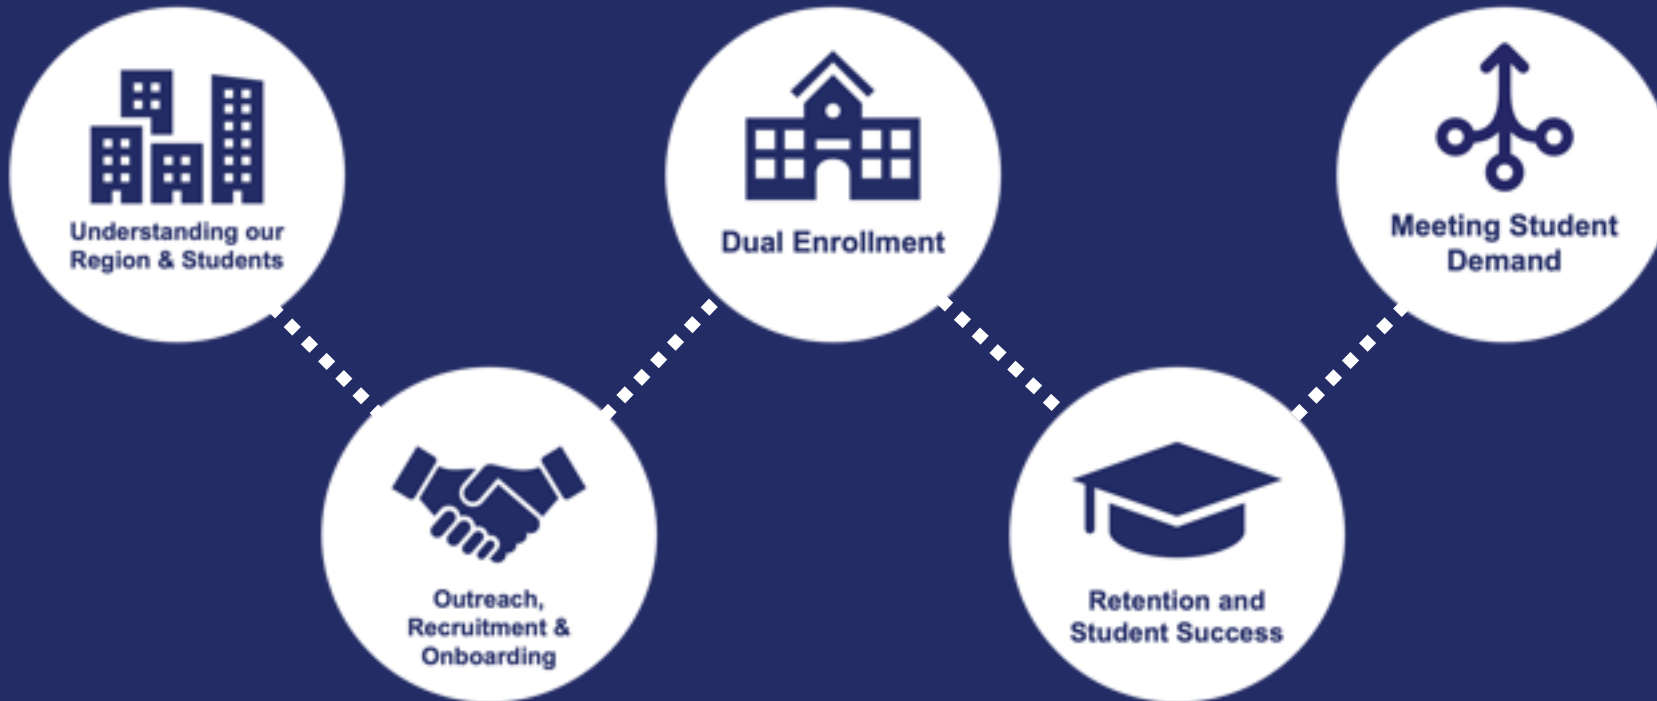 Understanding our
Region & Students
Outreach,
Recruitment &
Onboarding
Dual Enrollment
Retention and
Student Success
Meeting Student
Demand